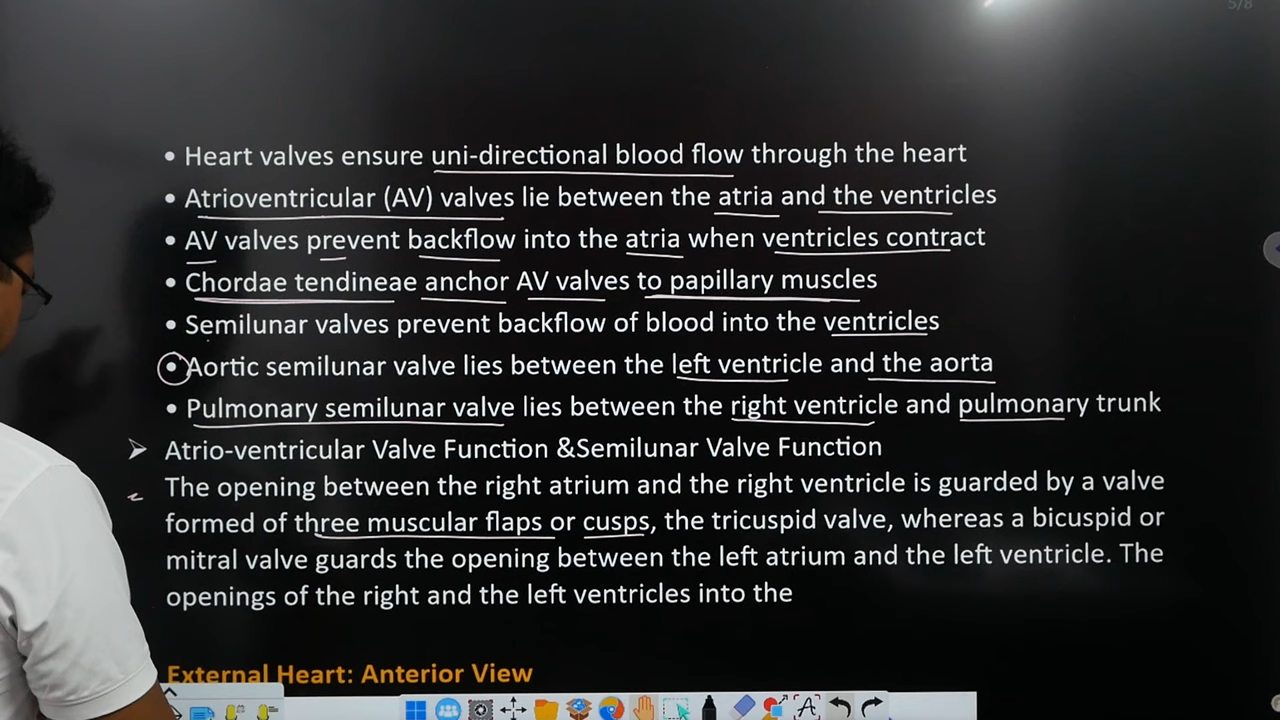 5/8
• Heart valves ensure uni-directional blood flow through the heart
• Atrioventricular (AV) valves lie between the atria and the ventricles
• AV valves prevent backflow into the atria when ventricles contract
• Chordae tendineae anchor AV valves to papillary muscles
• Semilunar valves prevent backflow of blood into the ventricles
• Aortic semilunar valve lies between the left ventricle and the aorta
• Pulmonary semilunar valve lies between the right ventricle and pulmonary trunk
➢ Atrio-ventricular Valve Function &Semilunar Valve Function
The opening between the right atrium and the right ventricle is guarded by a valve
formed of three muscular flaps or cusps, the tricuspid valve, whereas a bicuspid or
mitral valve guards the opening between the left atrium and the left ventricle. The
openings of the right and the left ventricles into the
External Heart: Anterior View